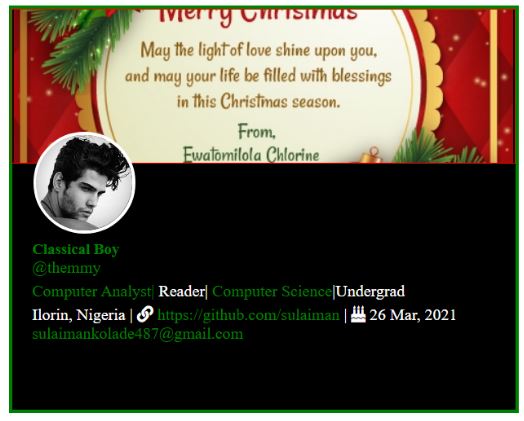 Merry Christmas
May the light of love shine upon you,
and may your life be filled with blessings
in this Christmas season.
From,
Ewatomilola Chlorine
Classical Boy
@themmy
Computer Analyst| Reader| Computer Science|Undergrad
Ilorin, Nigeria | https://github.com/sulaiman | 26 Mar, 2021
sulaimankolade487@gmail.com